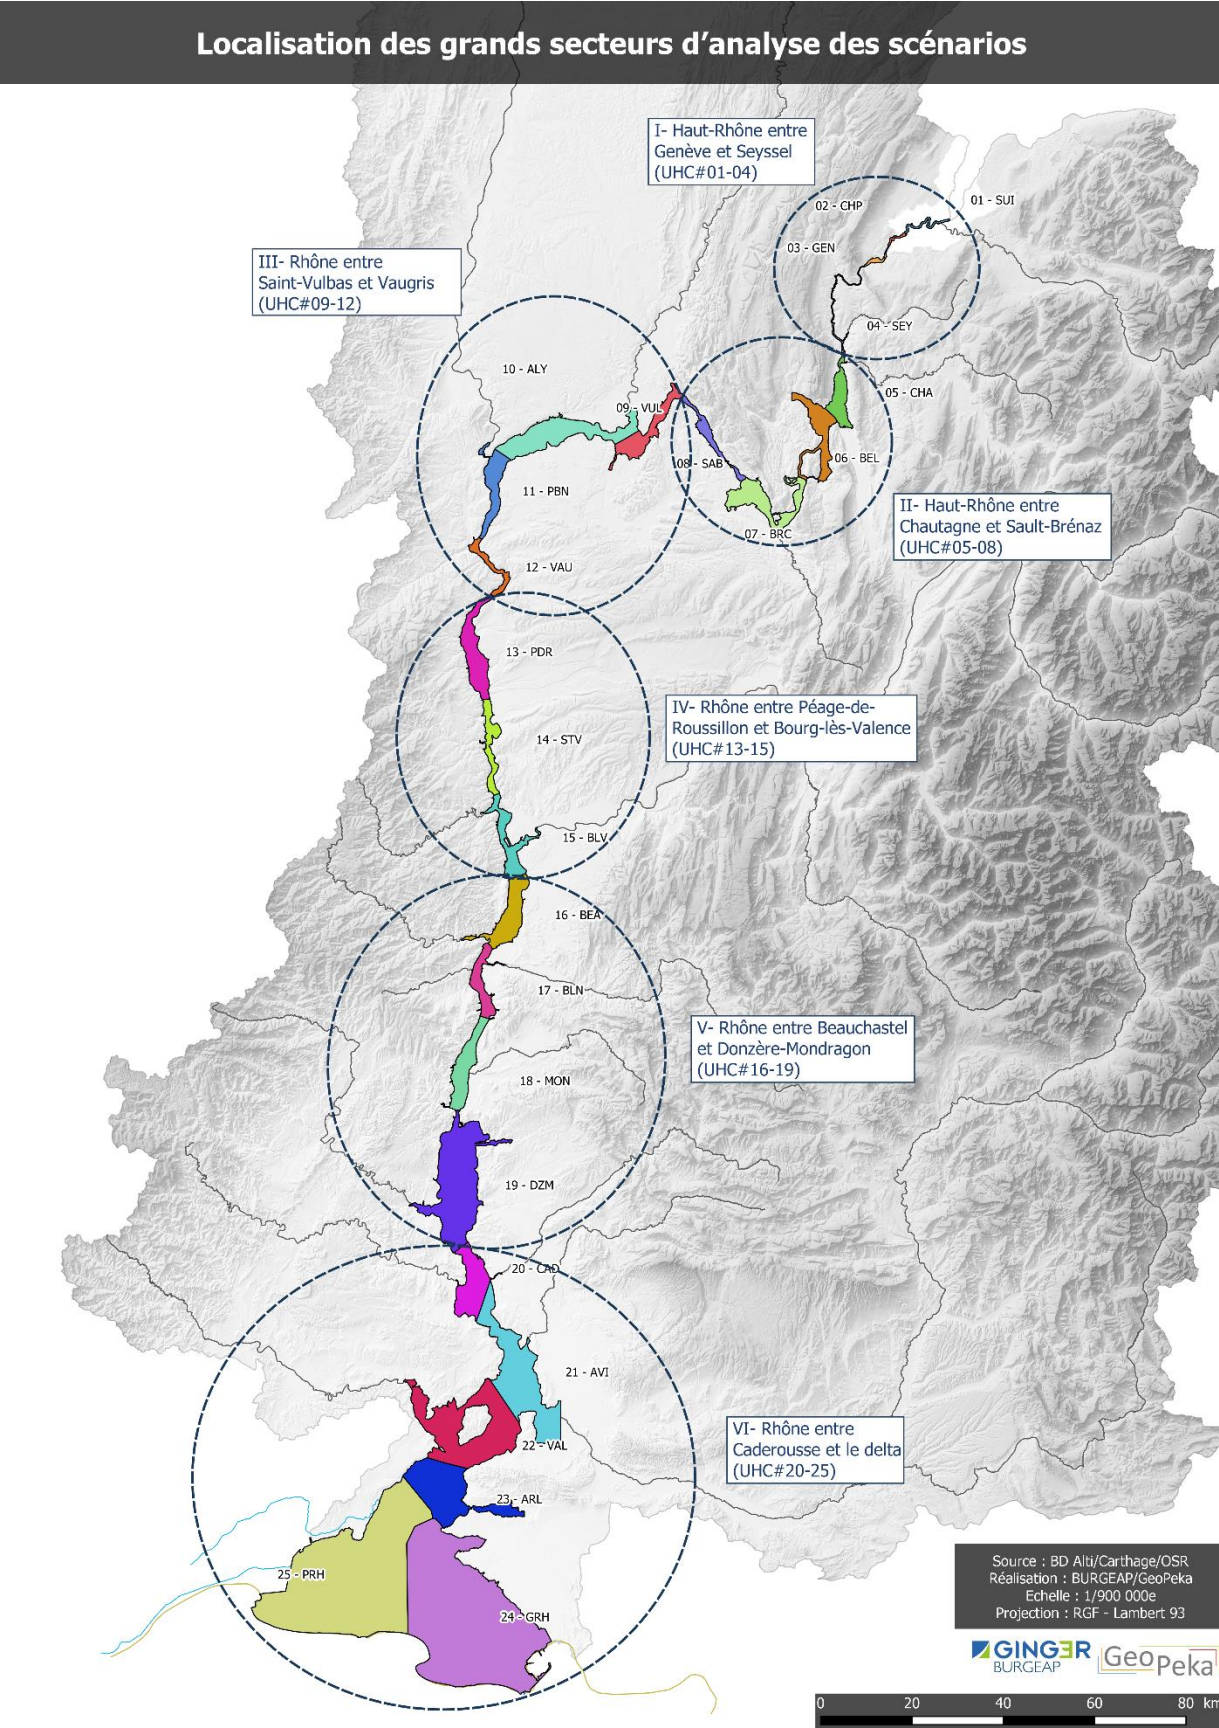 Localisation des grands secteurs d’analyse des scénarios
I- Haut-Rhône entre
Genève et Seyssel
(UHC#01-04)
02 - CHP
01 - SUI
03 - GEN
III- Rhône entre
Saint-Vulbas et Vaugris
(UHC#09-12)
04 - SEY
10 - ALY
05 - CHA
09 - VUL
06 - BEL
08 - SAB
11 - PBN
II- Haut-Rhône entre
Chautagne et Sault-Brénaz
(UHC#05-08)
07 - BRC
12 - VAU
13 - PDR
IV- Rhône entre Péage-de-
Roussillon et Bourg-lès-Valence
(UHC#13-15)
14 - STV
15 - BLV
16 - BEA
17 - BLN
V- Rhône entre Beauchastel
et Donzère-Mondragon
(UHC#16-19)
18 - MON
19 - DZM
20 - CAD
21 - AVI
VI- Rhône entre
Caderousse et le delta
(UHC#20-25)
22 - VAL
23 - ARL
25 - PRH
24 - GRH
Source : BD Alti/Carthage/OSR
Réalisation : BURGEAP/GeoPeka
Echelle : 1/900 000e
Projection : RGF - Lambert 93
GINGER
BURGEAP
GeoPeka
0 20 40 60 80 km